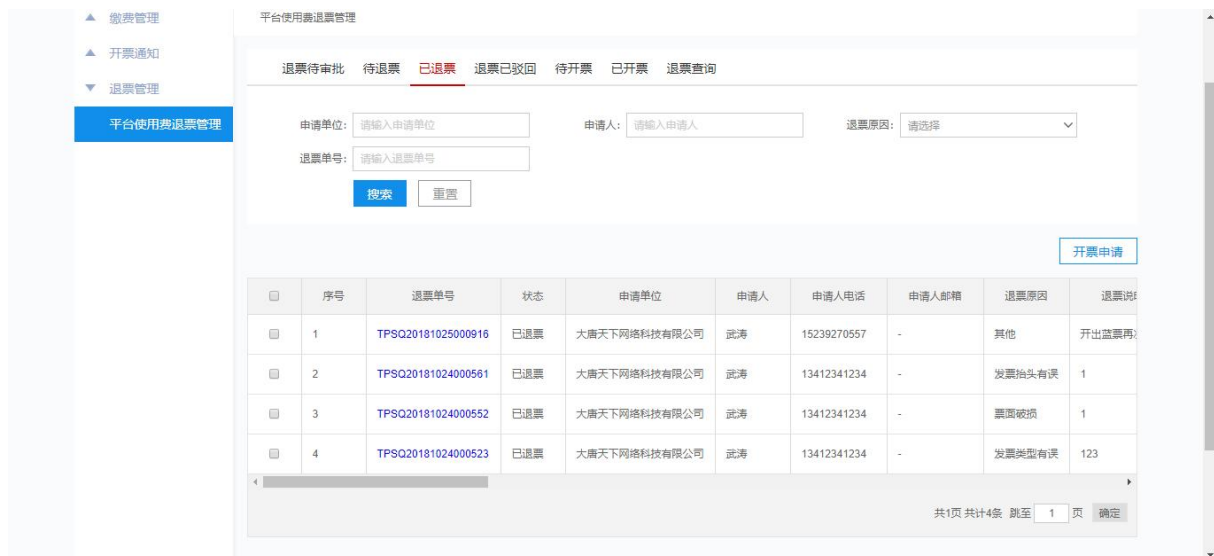 缴费管理
平台使用费退票管理
开票通知
退票管理
平台使用费退票管理
退票待审批 待退票 已退票 退票已驳回 待开票 已开票 退票查询
申请单位: 请输入申请单位 申请人: 请输入申请人 退票原因: 请选择
退票单号: 请输入退票单号
搜索 重置
开票申请
序号 退票单号 状态 申请单位 申请人 申请人电话 申请人邮箱 退票原因 退票说
1 TPSQ20181025000916 已退票 大唐天下网络科技有限公司 武涛 15239270557 - 其他 开出蓝票再
2 TPSQ20181024000561 已退票 大唐天下网络科技有限公司 武涛 13412341234 - 发票抬头有误 1
3 TPSQ20181024000552 已退票 大唐天下网络科技有限公司 武涛 13412341234 - 票面破损 1
4 TPSQ20181024000523 已退票 大唐天下网络科技有限公司 武涛 13412341234 - 发票类型有误 123
共1页 共计4条 跳至 1 页 确定